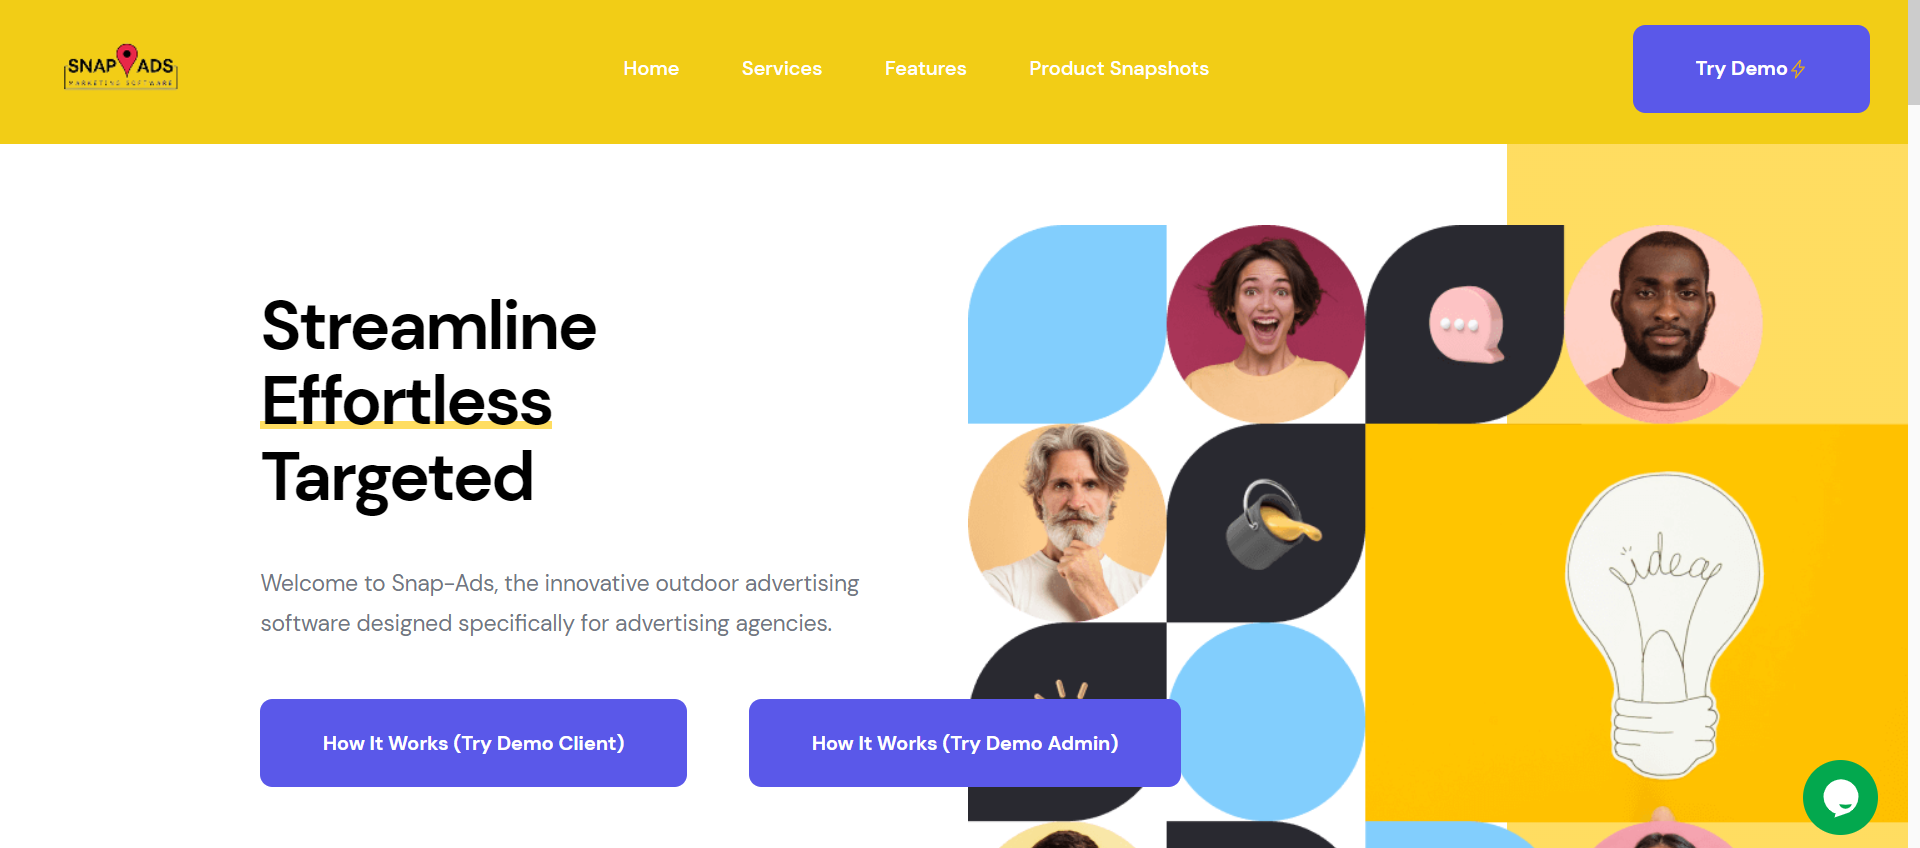 SNAP ADS
MARKETING SOFTWARE
Home
Services
Features
Product Snapshots
Try Demo
Streamline
Effortless
Targeted
Welcome to Snap-Ads, the innovative outdoor advertising
software designed specifically for advertising agencies.
How It Works (Try Demo Client)
How It Works (Try Demo Admin)
idea